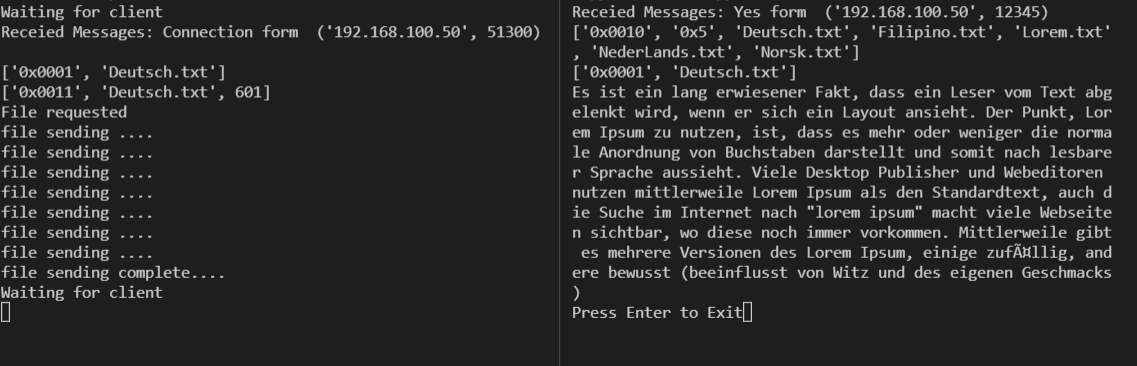 Waiting for client
Receied Messages: Connection form  ('192.168.100.50', 51300)
['0x0001', 'Deutsch.txt']
['0x0011', 'Deutsch.txt', 601]
File requested
file sending ....
file sending ....
file sending ....
file sending ....
file sending ....
file sending ....
file sending ....
file sending complete....
Waiting for client
Receied Messages: Yes form  ('192.168.100.50', 12345)
['0x0010', '0x5', 'Deutsch.txt', 'Filipino.txt', 'Lorem.txt'
, 'NederLands.txt', 'Norsk.txt']
['0x0001', 'Deutsch.txt']
Es ist ein lang erwiesener Fakt, dass ein Leser vom Text abg
elenkt wird, wenn er sich ein Layout ansieht. Der Punkt, Lor
em Ipsum zu nutzen, ist, dass es mehr oder weniger die norma
le Anordnung von Buchstaben darstellt und somit nach lesbare
r Sprache aussieht. Viele Desktop Publisher und Webeditoren
nutzen mittlerweile Lorem Ipsum als den Standardtext, auch d
ie Suche im Internet nach "lorem ipsum" macht viele Webseite
n sichtbar, wo diese noch immer vorkommen. Mittlerweile gibt
 es mehrere Versionen des Lorem Ipsum, einige zufÃ¤llig, and
ere bewusst (beeinflusst von Witz und des eigenen Geschmacks
)
Press Enter to Exit